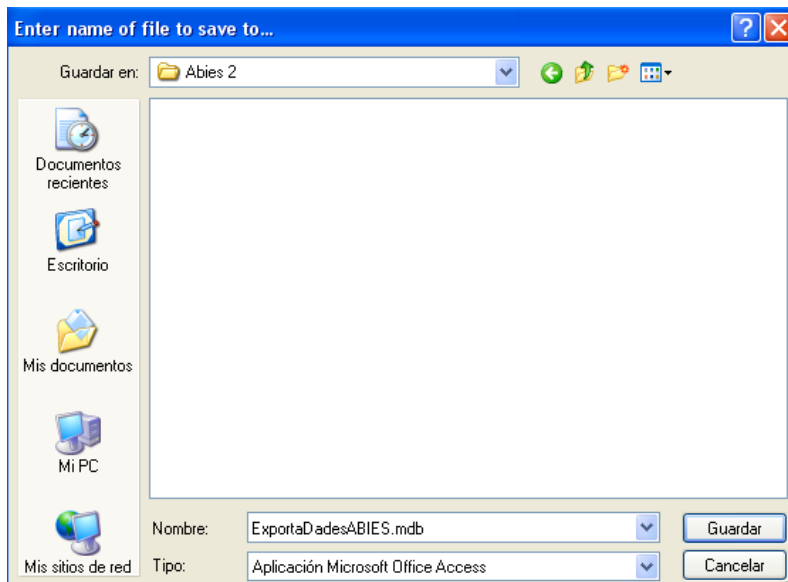 Enter name of file to save to...
Guardar en: Abies 2
Documentos
recientes
Escritorio
Mis documentos
Mi PC
Mis sitios de red
Nombre: ExportaDadesABIES.mdb Guardar
Tipo: Aplicación Microsoft Office Access Cancelar